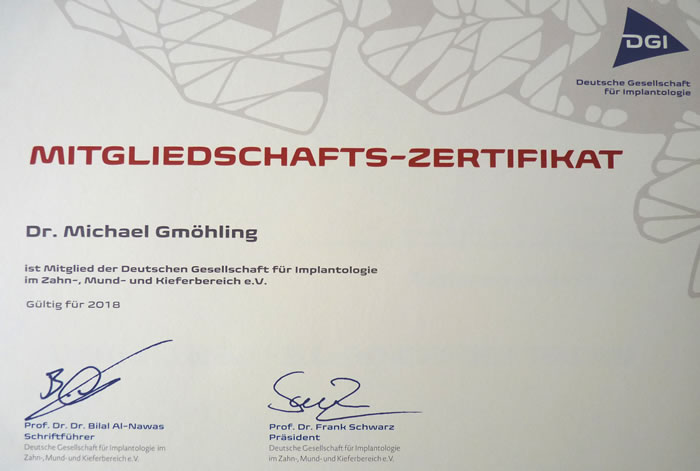 DGI
Deutsche Gesellschaft
für Implantologie
MITGLIEDSCHAFTS-ZERTIFIKAT
Dr. Michael Gmöhling
ist Mitglied der Deutschen Gesellschaft für Implantologie
im Zahn-, Mund- und Kieferbereich e.V.
Gültig für 2018
Prof. Dr. Dr. Bilal Al-Nawas
Schriftführer
Deutsche Gesellschaft für Implantologie im
Zahn-, Mund- und Kieferbereich e.V.
Prof. Dr. Frank Schwarz
Präsident
Deutsche Gesellschaft für Implantologie
im Zahn-, Mund- und Kieferbereich e.V.